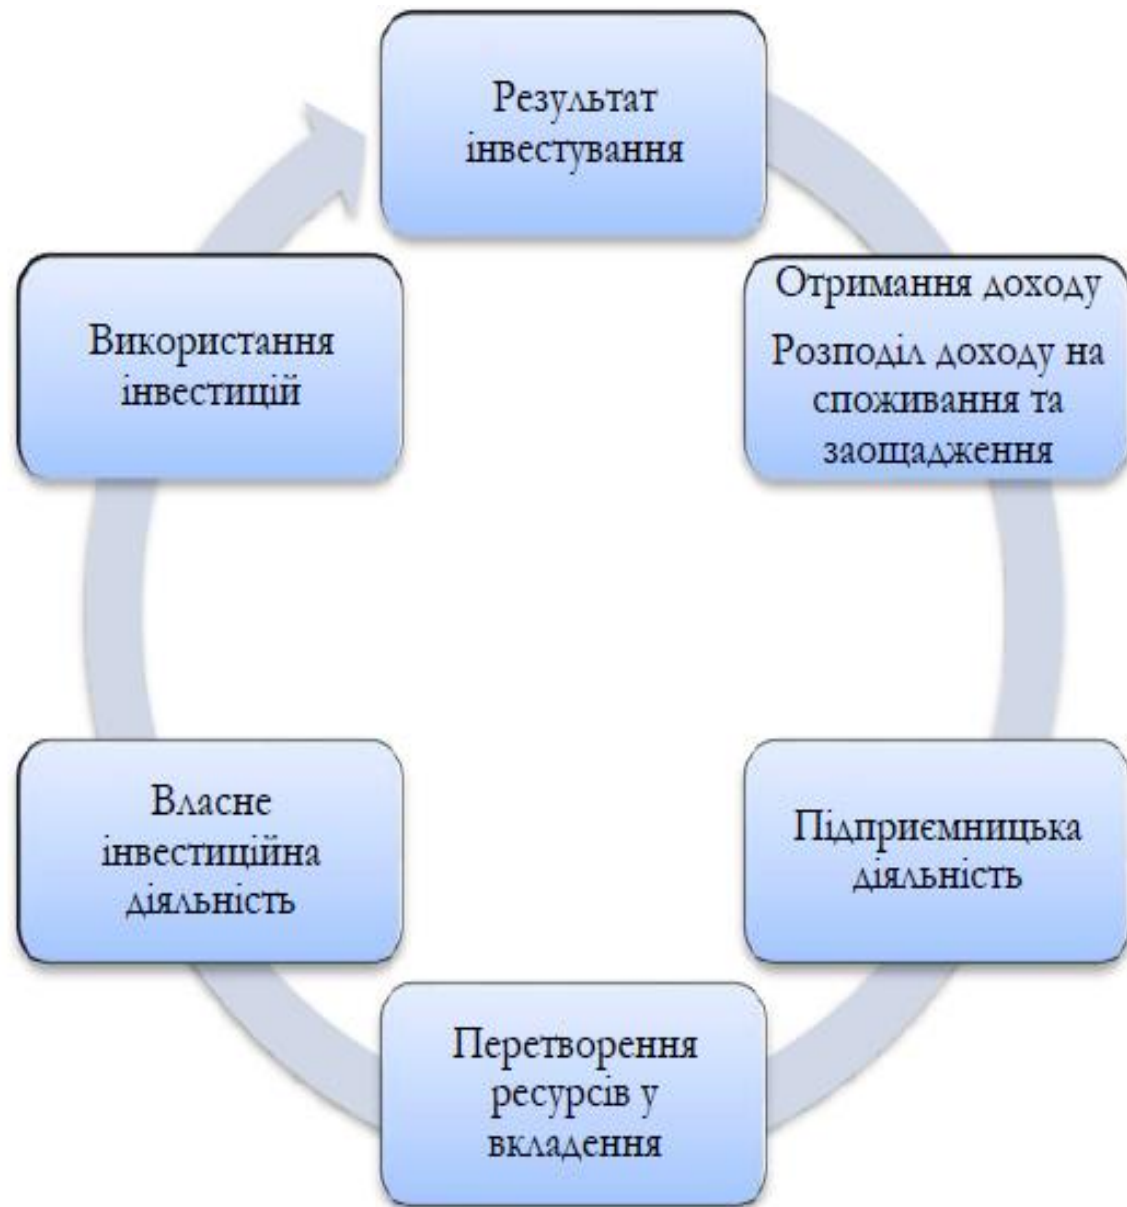 Результат
інвестування
Отримання доходу
Розподіл доходу на
споживання та
заощадження
Підприємницька
діяльність
Перетворення
ресурсів у
вкладення
Власне
інвестиційна
діяльність
Використання
інвестицій